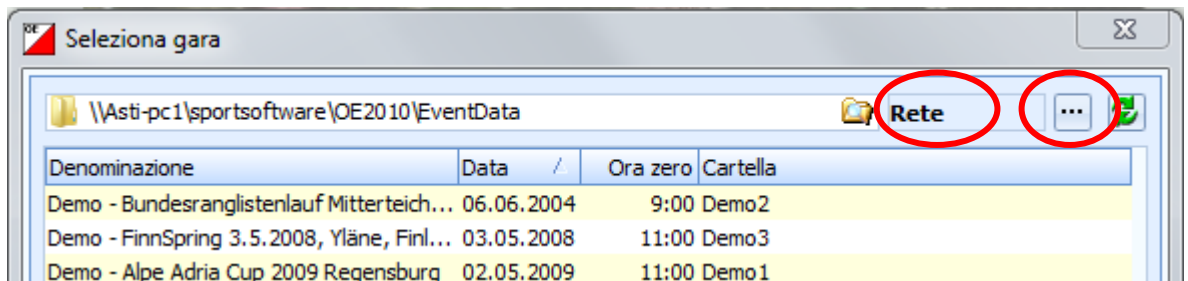 OE Seleziona gara
\\Asti-pc1\sportsoftware\OE2010\EventData Rete ...
Denominazione Data Ora zero Cartella
Demo - Bundesranglistenlauf Mitterteich... 06.06.2004 9:00 Demo2
Demo - FinnSpring 3.5.2008, Yläne, Finl... 03.05.2008 11:00 Demo3
Demo - Alpe Adria Cup 2009 Regensburg 02.05.2009 11:00 Demo1